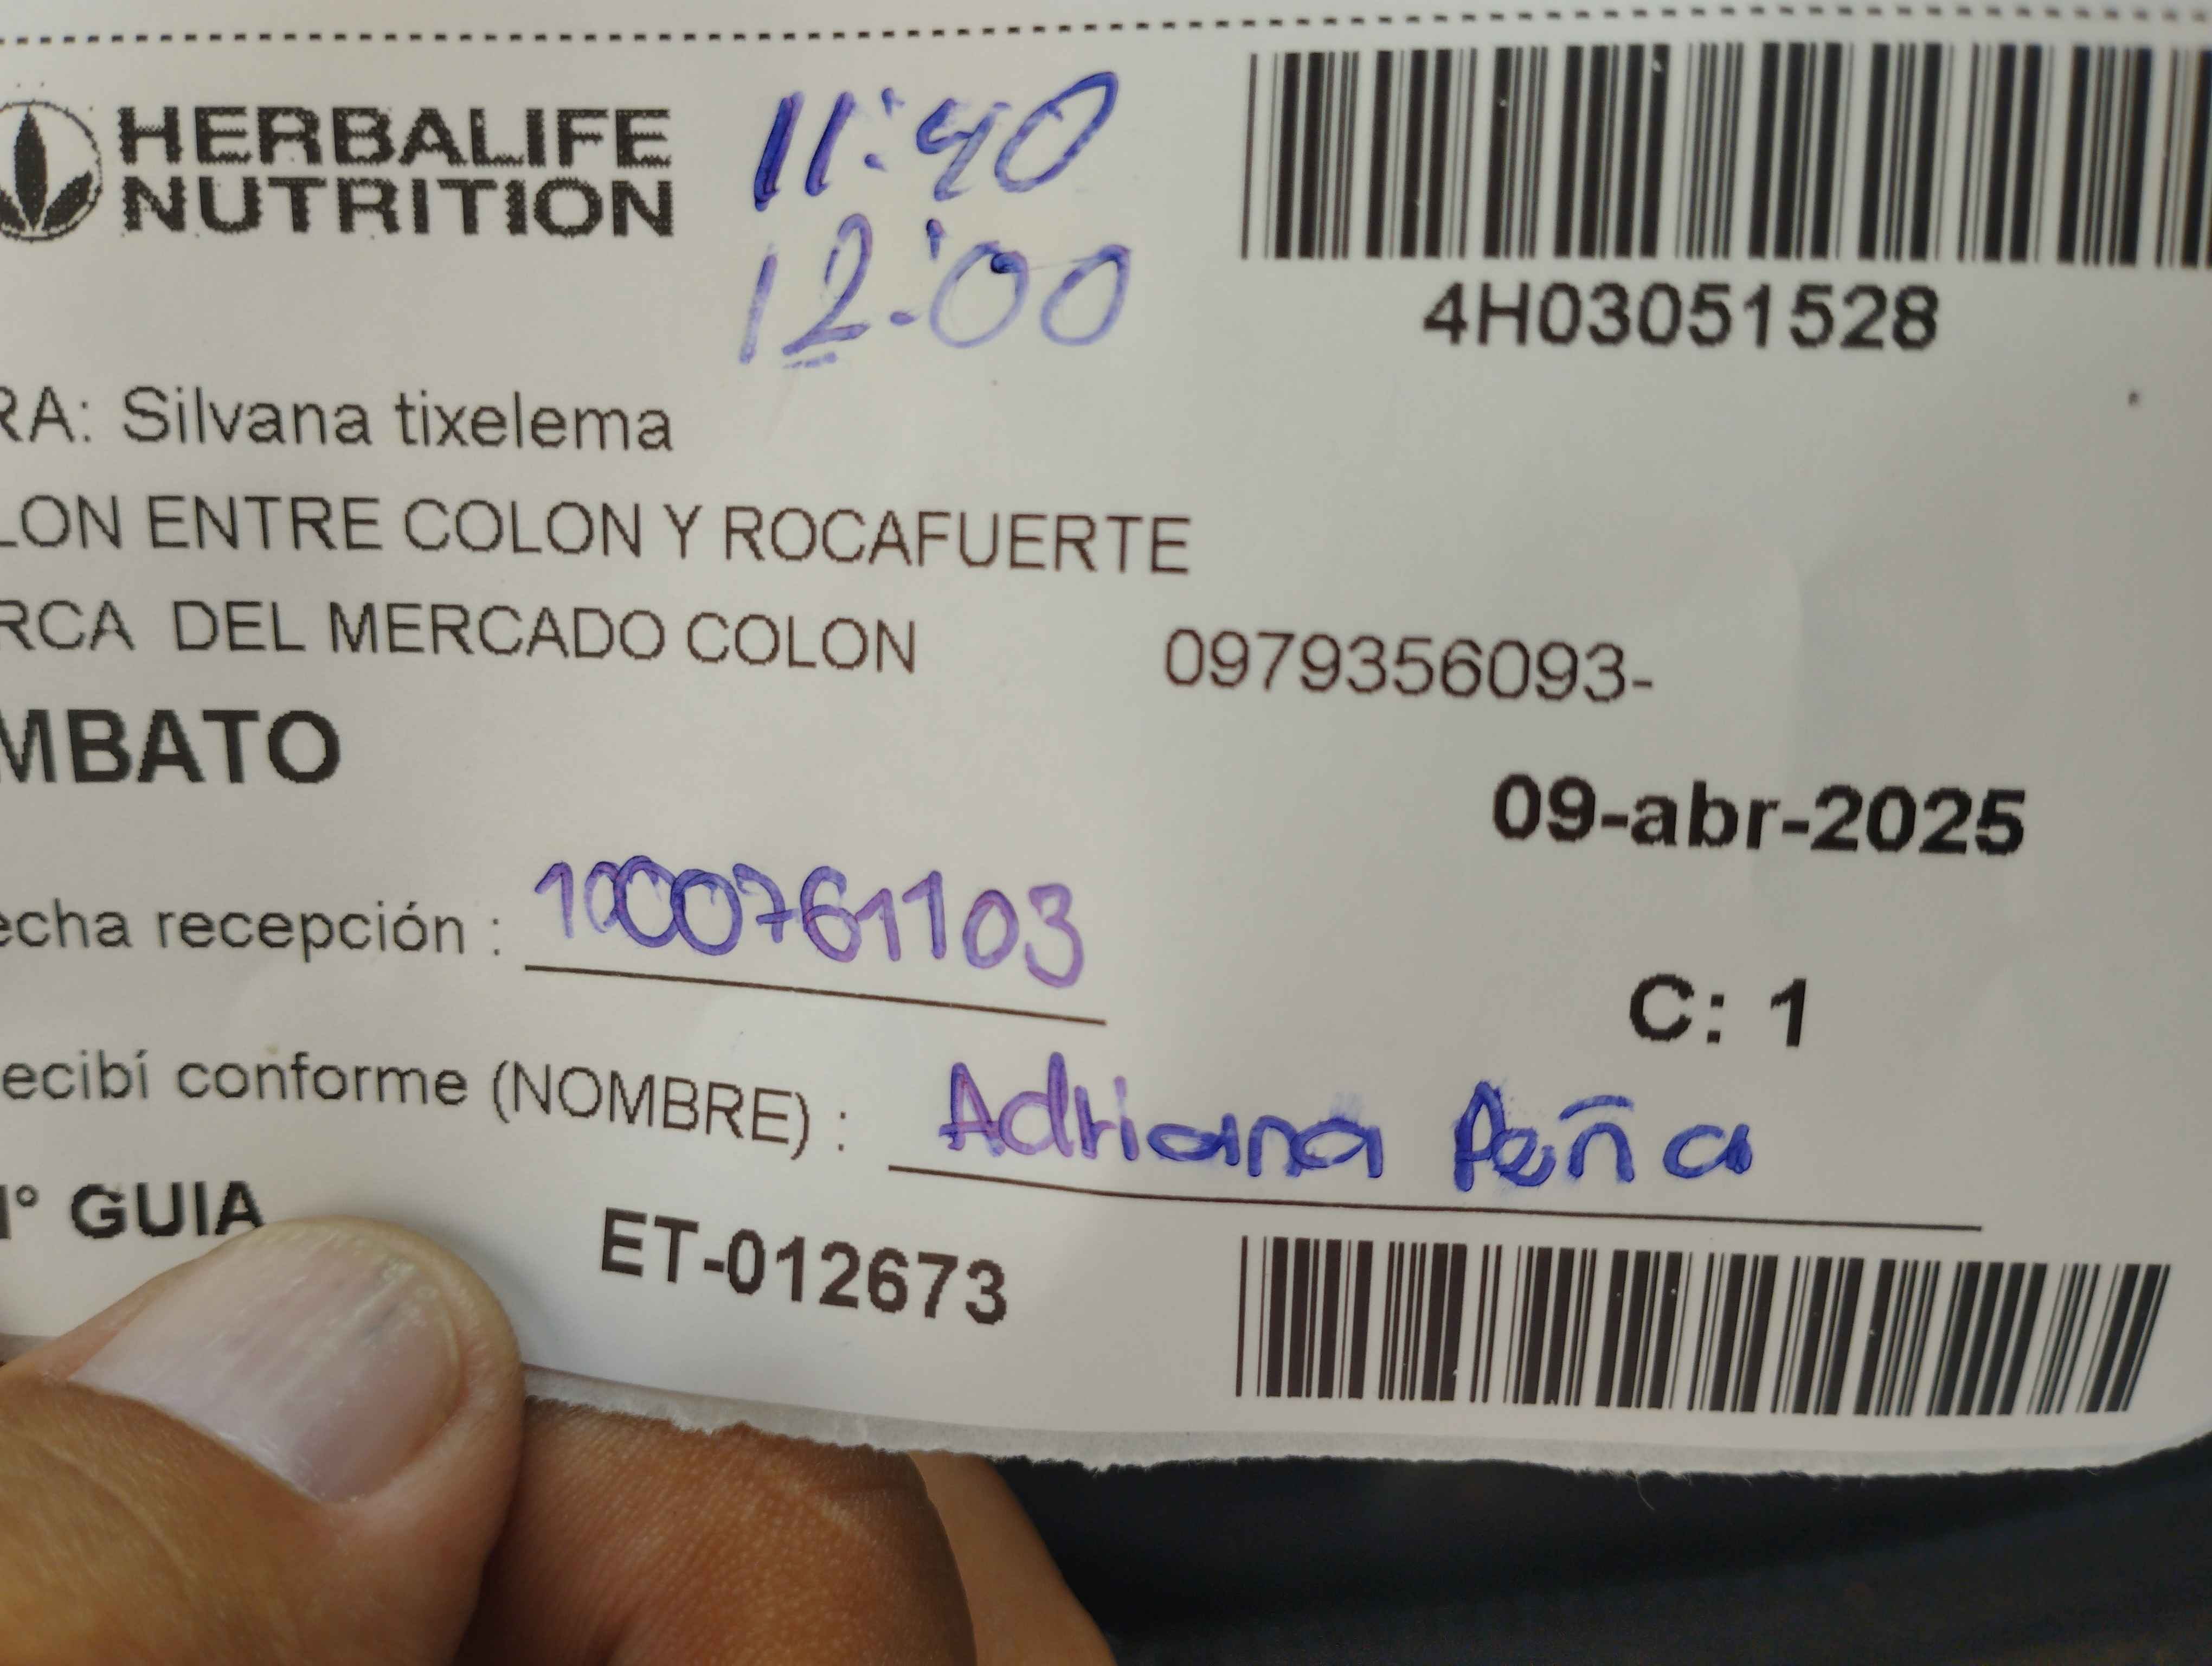 HERBALIFE
NUTRITION
11:40
12:00
4H03051528
RA: Silvana tixelema
LON ENTRE COLON Y ROCAFUERTE
RCA DEL MERCADO COLON 0979356093-
MBATO
09-abr-2025
echa recepción : 1000761103
C: 1
ecibí conforme (NOMBRE) : Adriana Peña
° GUIA ET-012673